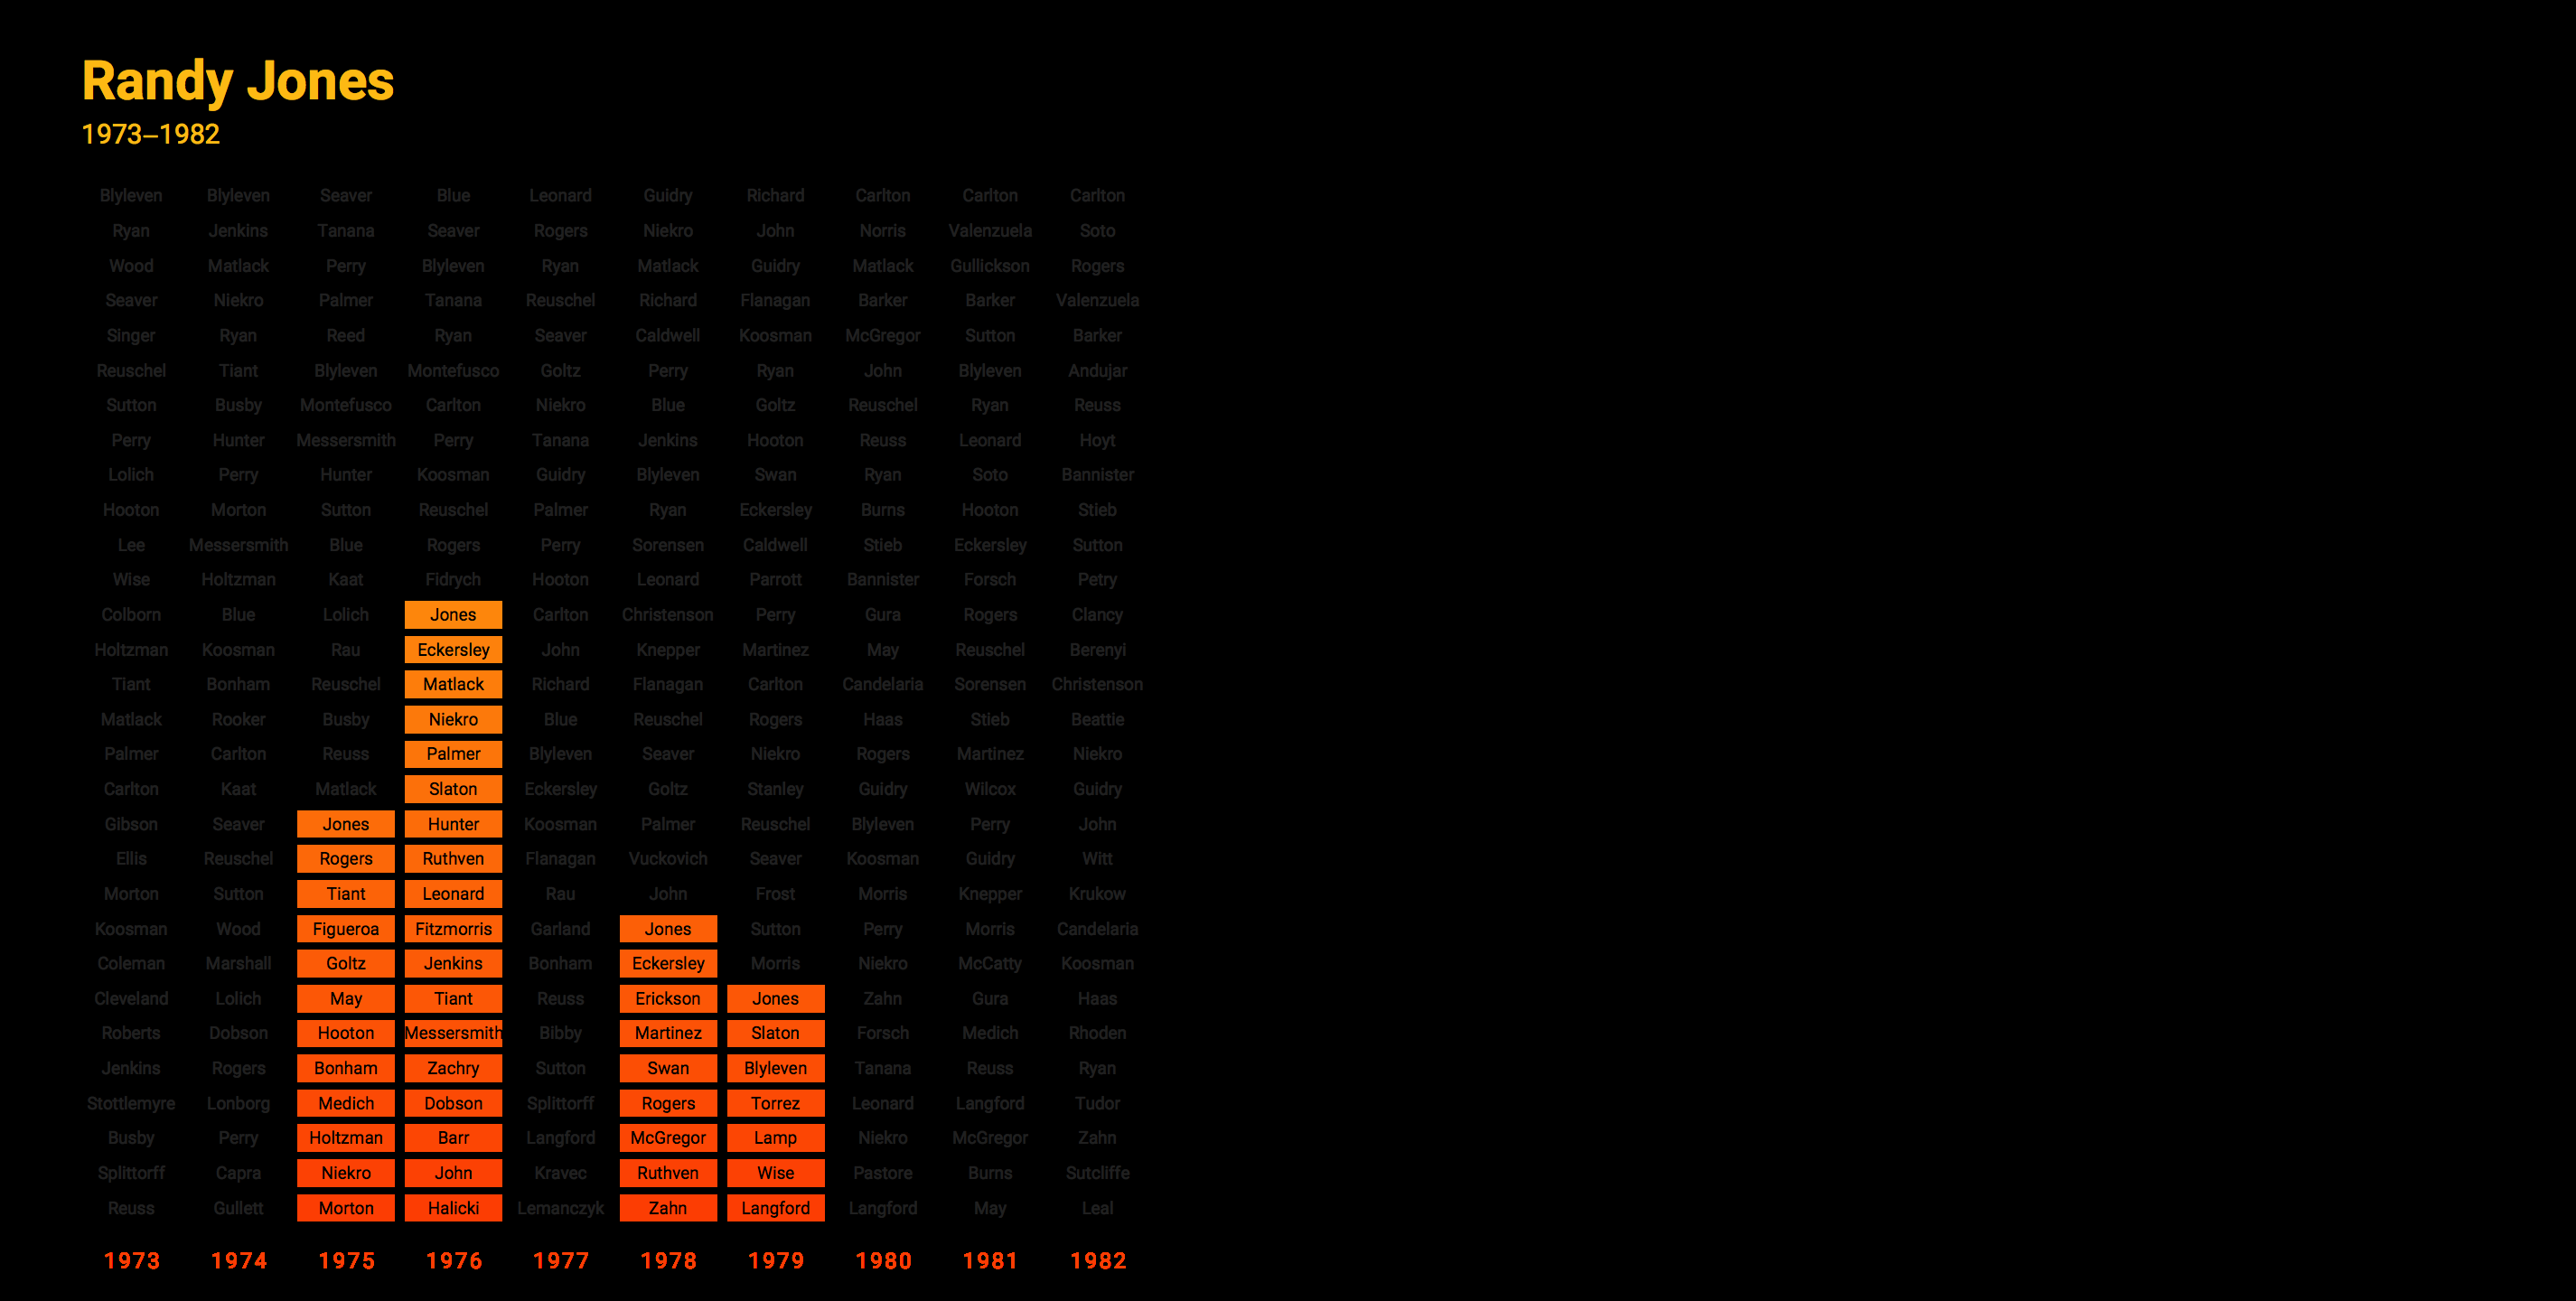 Randy Jones
1973–1982
Blyleven Blyleven Seaver Blue Leonard Guidry Richard Carlton Carlton Carlton
Ryan Jenkins Tanana Seaver Rogers Niekro John Norris Valenzuela Soto
Wood Matlack Perry Blyleven Ryan Matlack Guidry Matlack Gullickson Rogers
Seaver Niekro Palmer Tanana Reuschel Richard Flanagan Barker Barker Valenzuela
Singer Ryan Reed Ryan Seaver Caldwell Koosman McGregor Sutton Barker
Reuschel Tiant Blyleven Montefusco Goltz Perry Ryan John Blyleven Andujar
Sutton Busby Montefusco Carlton Niekro Blue Goltz Reuschel Ryan Reuss
Perry Hunter Messersmith Perry Tanana Jenkins Hooton Reuss Leonard Hoyt
Lolich Perry Hunter Koosman Guidry Blyleven Swan Ryan Soto Bannister
Hooton Morton Sutton Reuschel Palmer Ryan Eckersley Burns Hooton Stieb
Lee Messersmith Blue Rogers Perry Sorensen Caldwell Stieb Eckersley Sutton
Wise Holtzman Kaat Fidrych Hooton Leonard Parrott Bannister Forsch Petry
Colborn Blue Lolich Jones Carlton Christenson Perry Gura Rogers Clancy
Holtzman Koosman Rau Eckersley John Knepper Martinez May Reuschel Berenyi
Tiant Bonham Reuschel Matlack Richard Flanagan Carlton Candelaria Sorensen Christenson
Matlack Rooker Busby Niekro Blue Reuschel Rogers Haas Stieb Beattie
Palmer Carlton Reuss Palmer Blyleven Seaver Niekro Rogers Martinez Niekro
Carlton Kaat Matlack Slaton Eckersley Goltz Stanley Guidry Wilcox Guidry
Gibson Seaver Jones Hunter Koosman Palmer Reuschel Blyleven Perry John
Ellis Reuschel Rogers Ruthven Flanagan Vuckovich Seaver Koosman Guidry Witt
Morton Sutton Tiant Leonard Rau John Frost Morris Knepper Krukow
Koosman Wood Figueroa Fitzmorris Garland Jones Sutton Perry Morris Candelaria
Coleman Marshall Goltz Jenkins Bonham Eckersley Morris Niekro McCatty Koosman
Cleveland Lolich May Tiant Reuss Erickson Jones Zahn Gura Haas
Roberts Dobson Hooton Messersmith Bibby Martinez Slaton Forsch Medich Rhoden
Jenkins Rogers Bonham Zachry Sutton Swan Blyleven Tanana Reuss Ryan
Stottlemyre Lonborg Medich Dobson Splittorff Rogers Torrez Leonard Langford Tudor
Busby Perry Holtzman Barr Langford McGregor Lamp Niekro McGregor Zahn
Splittorff Capra Niekro John Kravec Ruthven Wise Pastore Burns Sutcliffe
Reuss Gullett Morton Halicki Lemanczyk Zahn Langford Langford May Leal
1973 1974 1975 1976 1977 1978 1979 1980 1981 1982